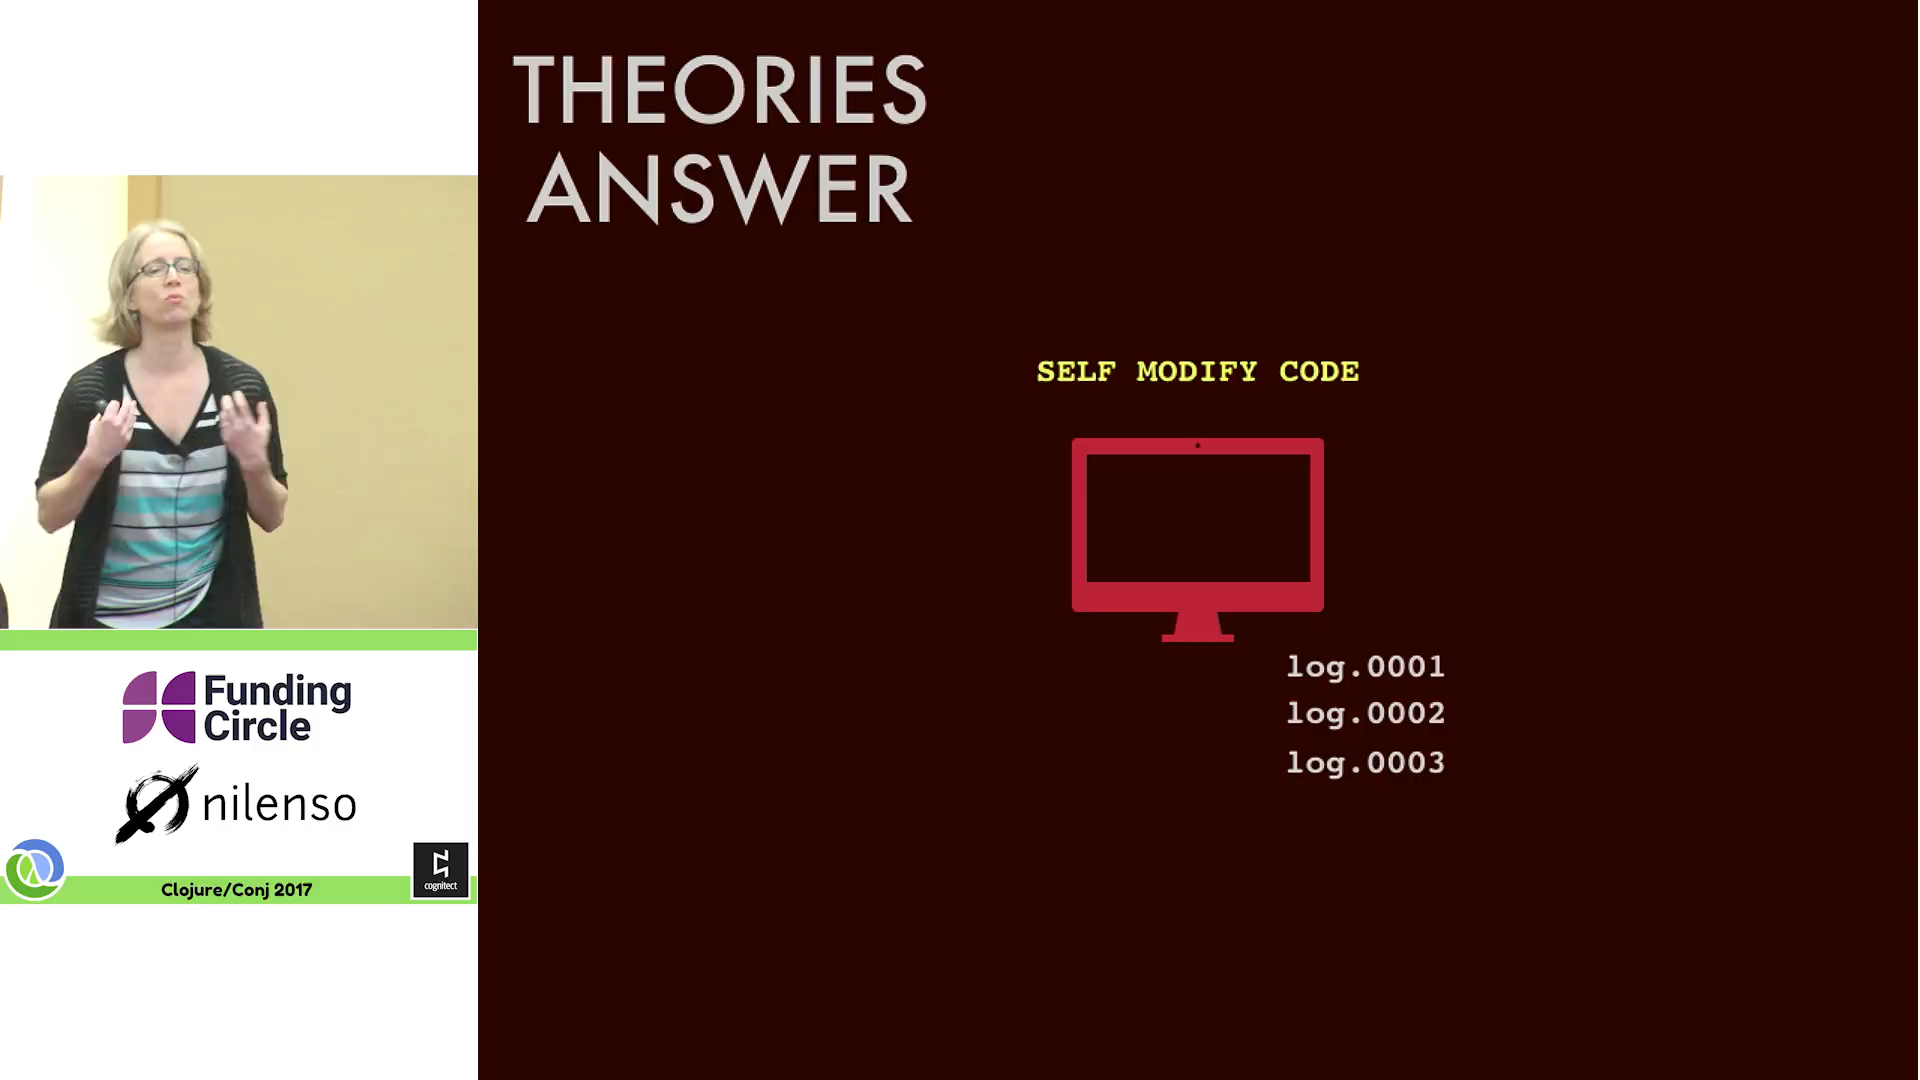 THEORIES
ANSWER
SELF MODIFY CODE
log.0001
log.0002
log.0003
Funding
Circle
nilenso
cognitect
Clojure/Conj 2017